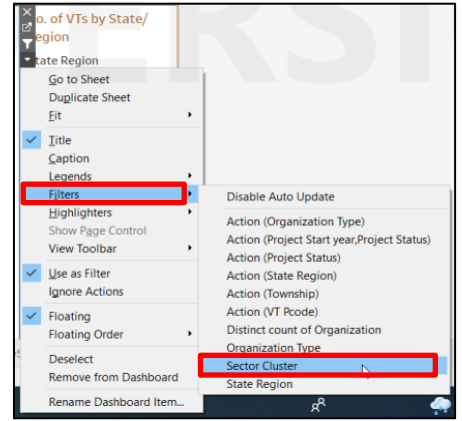 o. of VTs by State/
egion
tate Region
Go to Sheet
Duplicate Sheet
Fit
Title
Caption
Legends
Filters
Highlighters
Show Page Control
View Toolbar
Use as Filter
Ignore Actions
Floating
Floating Order
Deselect
Remove from Dashboard
Rename Dashboard Item...
Disable Auto Update
Action (Organization Type)
Action (Project Start year,Project Status)
Action (Project Status)
Action (State Region)
Action (Township)
Action (VT Pcode)
Distinct count of Organization
Organization Type
Sector Cluster
State Region
ERSI